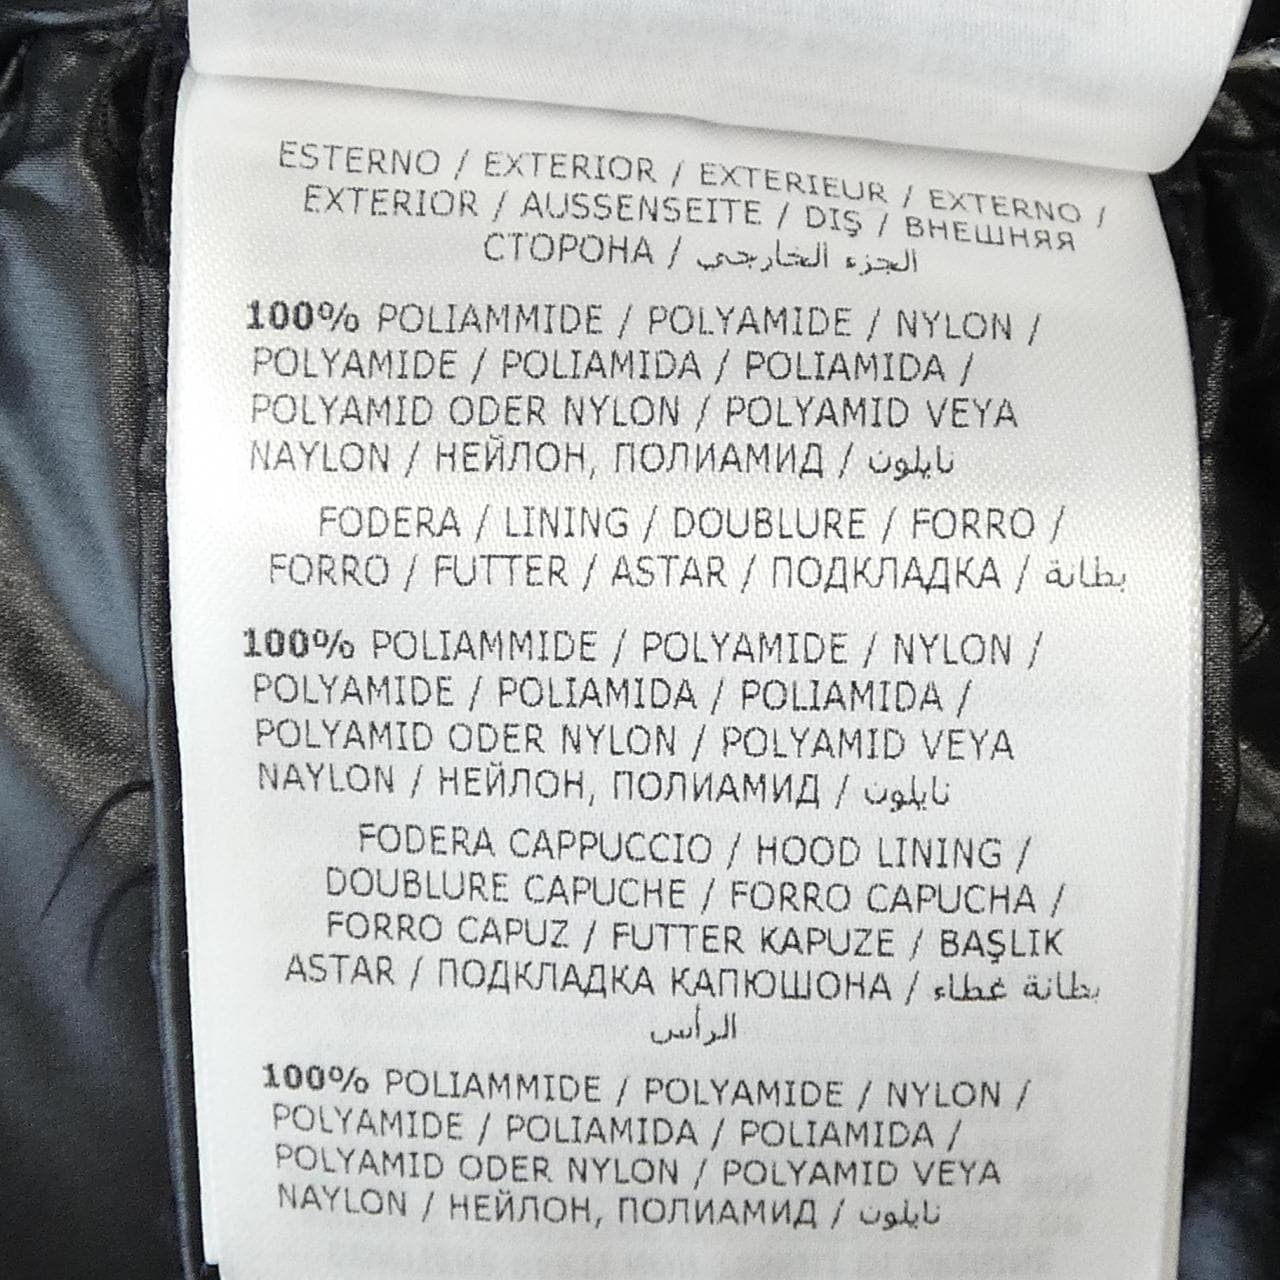 ESTERNO / EXTERIOR / EXTERIEUR / EXTERNO /
EXTERIOR / AUSSENSEITE / DIŞ / ВНЕШНЯЯ
СТОРОНА / الجزء الخارجي
100% POLIAMMIDE / POLYAMIDE / NYLON /
POLYAMIDE / POLIAMIDA / POLIAMIDA /
POLYAMID ODER NYLON / POLYAMID VEYA
NAYLON / НЕЙЛОН, ПОЛИАМИД / نايلون
FODERA / LINING / DOUBLURE / FORRO /
FORRO / FUTTER / ASTAR / ПОДКЛАДКА / بطانة
100% POLIAMMIDE / POLYAMIDE / NYLON /
POLYAMIDE / POLIAMIDA / POLIAMIDA /
POLYAMID ODER NYLON / POLYAMID VEYA
NAYLON / НЕЙЛОН, ПОЛИАМИД / نايلون
FODERA CAPPUCCIO / HOOD LINING /
DOUBLURE CAPUCHE / FORRO CAPUCHA /
FORRO CAPUZ / FUTTER KAPUZE / BAŞLIK
ASTAR / ПОДКЛАДКА КАПЮШОНА / بطانة غطاء
الرأس
100% POLIAMMIDE / POLYAMIDE / NYLON /
POLYAMIDE / POLIAMIDA / POLIAMIDA /
POLYAMID ODER NYLON / POLYAMID VEYA
NAYLON / НЕЙЛОН, ПОЛИАМИД / نايلون